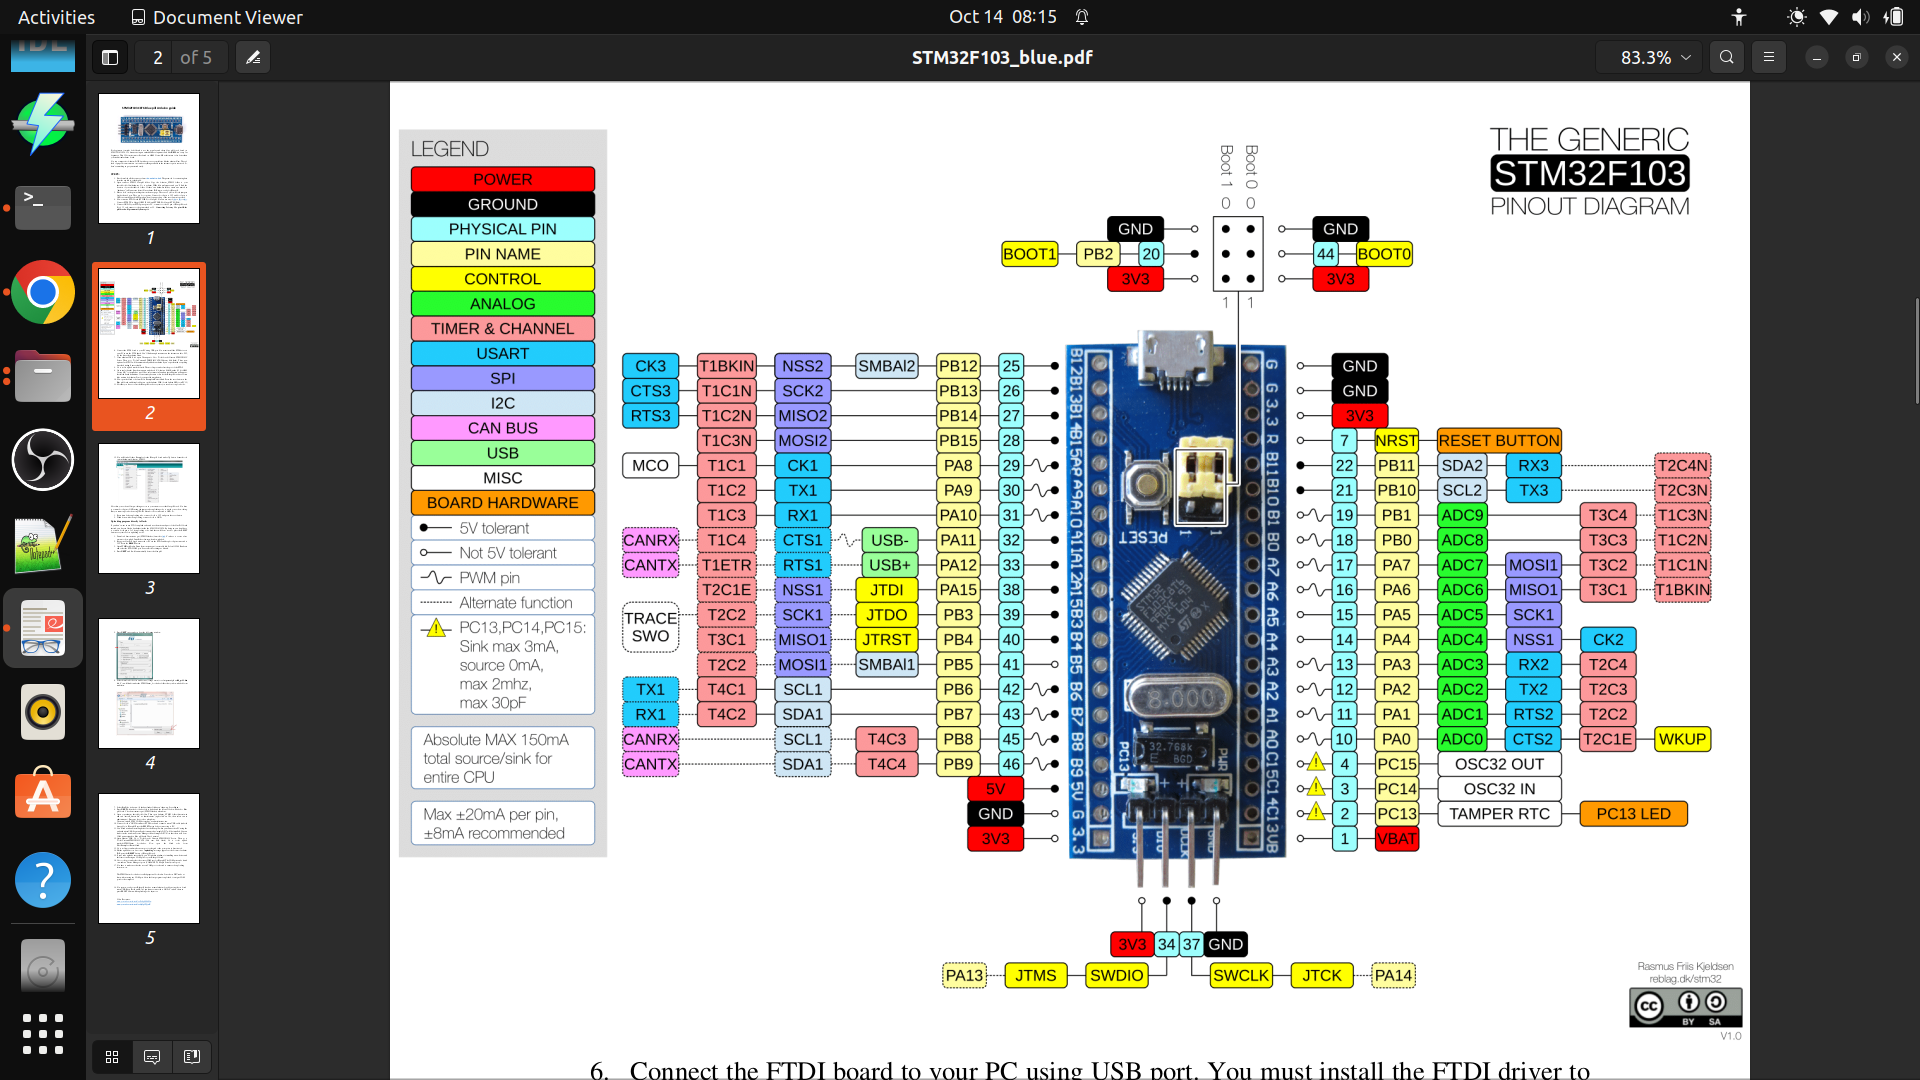 Activities
Document Viewer
Oct 14 08:15
2 of 5
STM32F103_blue.pdf
83.3%
1
2
3
4
5
LEGEND
POWER
GROUND
PHYSICAL PIN
PIN NAME
CONTROL
ANALOG
TIMER & CHANNEL
USART
SPI
I2C
CAN BUS
USB
MISC
BOARD HARDWARE
5V tolerant
Not 5V tolerant
PWM pin
Alternate function
PC13,PC14,PC15:
Sink max 3mA,
source 0mA,
max 2mhz,
max 30pF
Absolute MAX 150mA
total source/sink for
entire CPU
Max ±20mA per pin,
±8mA recommended
THE GENERIC
STM32F103
PINOUT DIAGRAM
Boot 1 Boot 0
0 0
GND GND
BOOT1 PB2 20 44 BOOT0
3V3 3V3
1 1
CK3 T1BKIN NSS2 SMBAI2 PB12 25
CTS3 T1C1N SCK2 PB13 26
RTS3 T1C2N MISO2 PB14 27
T1C3N MOSI2 PB15 28
MCO T1C1 CK1 PA8 29
T1C2 TX1 PA9 30
T1C3 RX1 PA10 31
CANRX T1C4 CTS1 USB- PA11 32
CANTX T1ETR RTS1 USB+ PA12 33
T2C1E NSS1 JTDI PA15 38
TRACE
SWO
T2C2 SCK1 JTDO PB3 39
T3C1 MISO1 JTRST PB4 40
T2C2 MOSI1 SMBAI1 PB5 41
TX1 T4C1 SCL1 PB6 42
RX1 T4C2 SDA1 PB7 43
CANRX SCL1 T4C3 PB8 45
CANTX SDA1 T4C4 PB9 46
5V
GND
3V3
B12 B13 B14 B15 A8 A9 A10 A11 A12 A15 B3 B4 B5 B6 B7 B8 B9 5V G 3.3
RESET
1 1
8.000
32.768k
PC13
PWR
G G 3.3 R B11 B10 B1 B0 A7 A6 A5 A4 A3 A2 A1 A0 C15 C14 C13 VB
GND
GND
3V3
7 NRST RESET BUTTON
22 PB11 SDA2 RX3 T2C4N
21 PB10 SCL2 TX3 T2C3N
19 PB1 ADC9 T3C4 T1C3N
18 PB0 ADC8 T3C3 T1C2N
17 PA7 ADC7 MOSI1 T3C2 T1C1N
16 PA6 ADC6 MISO1 T3C1 T1BKIN
15 PA5 ADC5 SCK1
14 PA4 ADC4 NSS1 CK2
13 PA3 ADC3 RX2 T2C4
12 PA2 ADC2 TX2 T2C3
11 PA1 ADC1 RTS2 T2C2
10 PA0 ADC0 CTS2 T2C1E WKUP
4 PC15 OSC32 OUT
3 PC14 OSC32 IN
2 PC13 TAMPER RTC PC13 LED
1 VBAT
3V3 34 37 GND
PA13 JTMS SWDIO SWCLK JTCK PA14
Rasmus Friis Kjeldsen
reblag.dk/stm32
cc
BY SA
V1.0
6. Connect the FTDI board to your PC using USB port. You must install the FTDI driver to